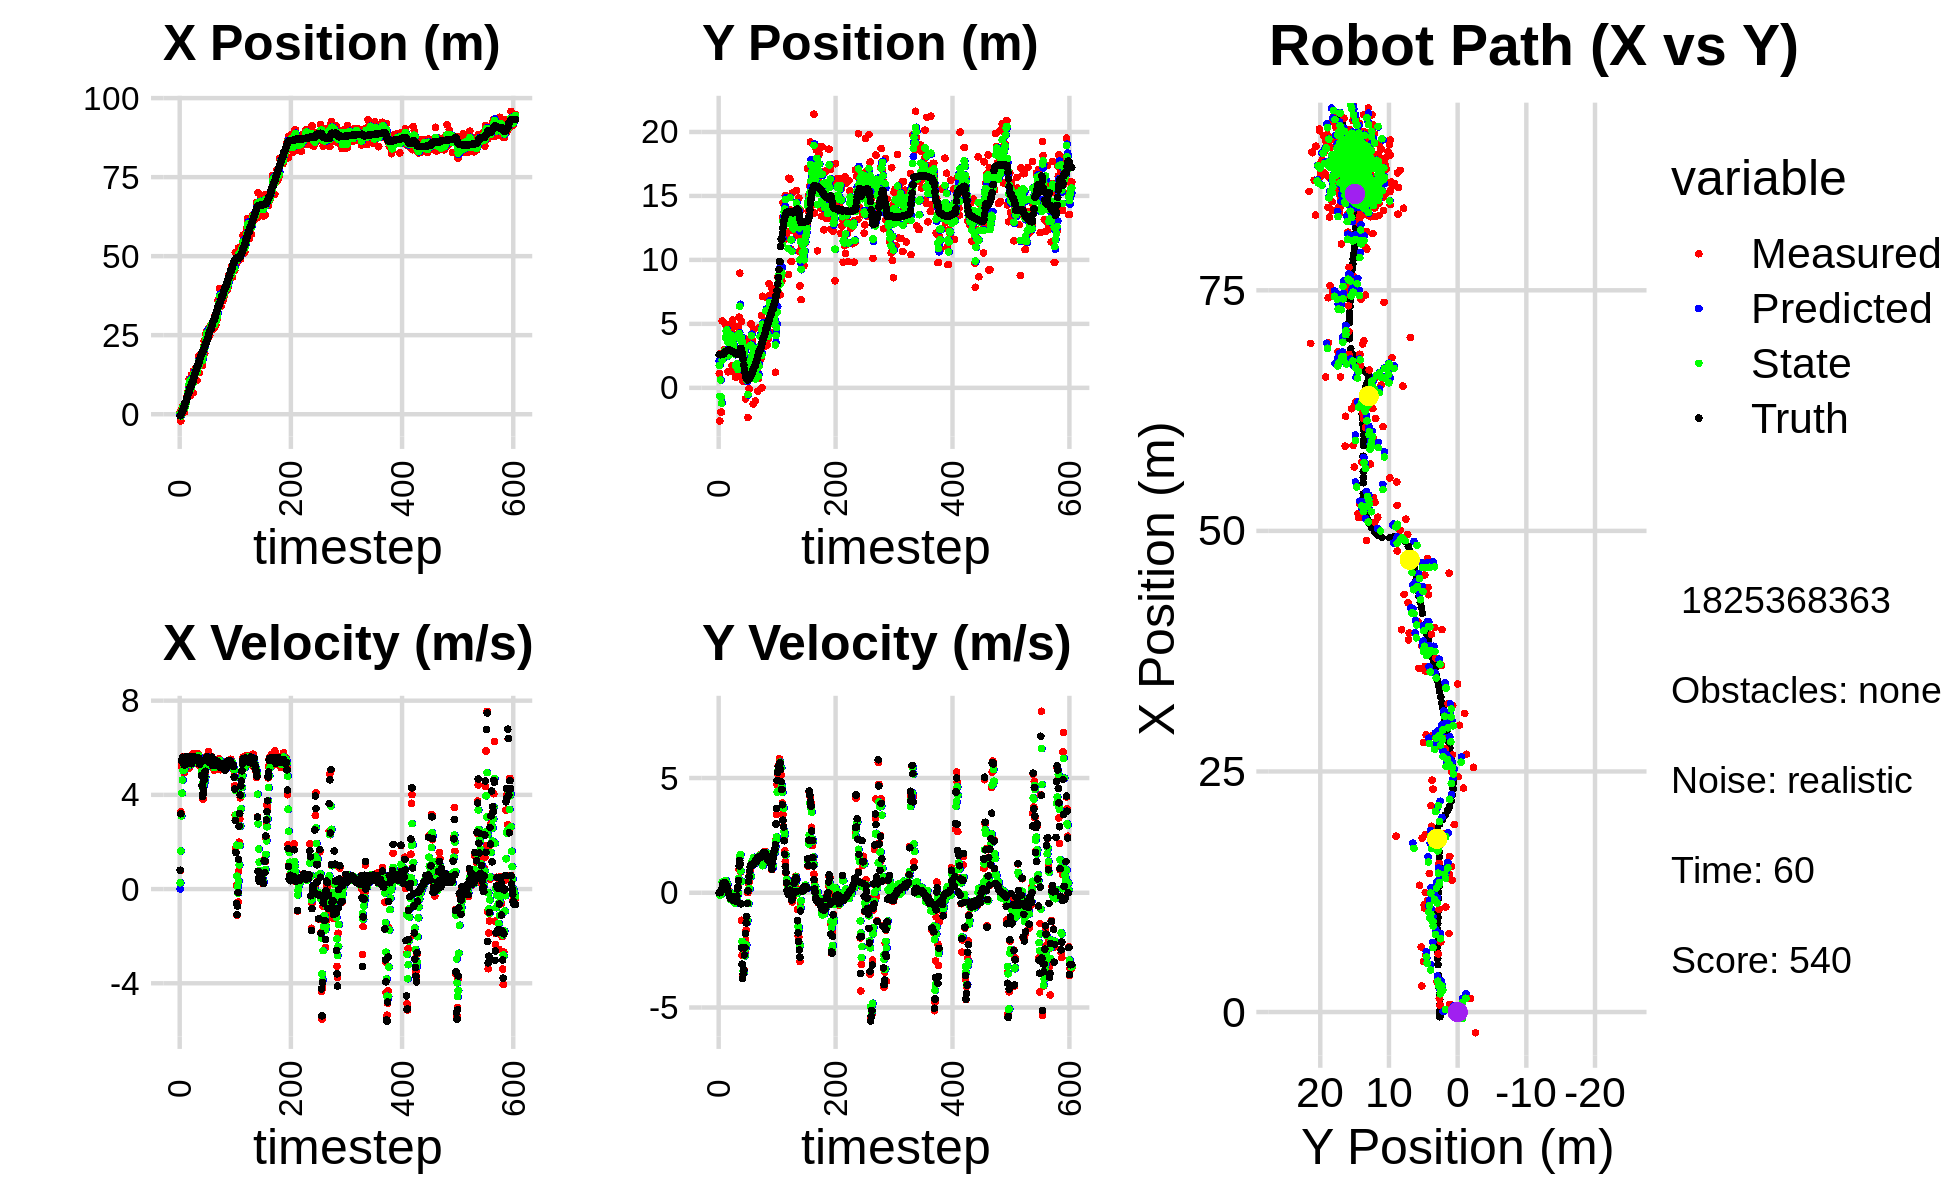 X Position (m)
100
75
50
25
0
0
200
400
600
timestep
Y Position (m)
20
15
10
5
0
0
200
400
600
timestep
X Velocity (m/s)
8
4
0
-4
0
200
400
600
timestep
Y Velocity (m/s)
5
0
-5
0
200
400
600
timestep
Robot Path (X vs Y)
X Position (m)
75
50
25
0
20 10 0 -10 -20
Y Position (m)
variable
Measured
Predicted
State
Truth
1825368363
Obstacles: none
Noise: realistic
Time: 60
Score: 540